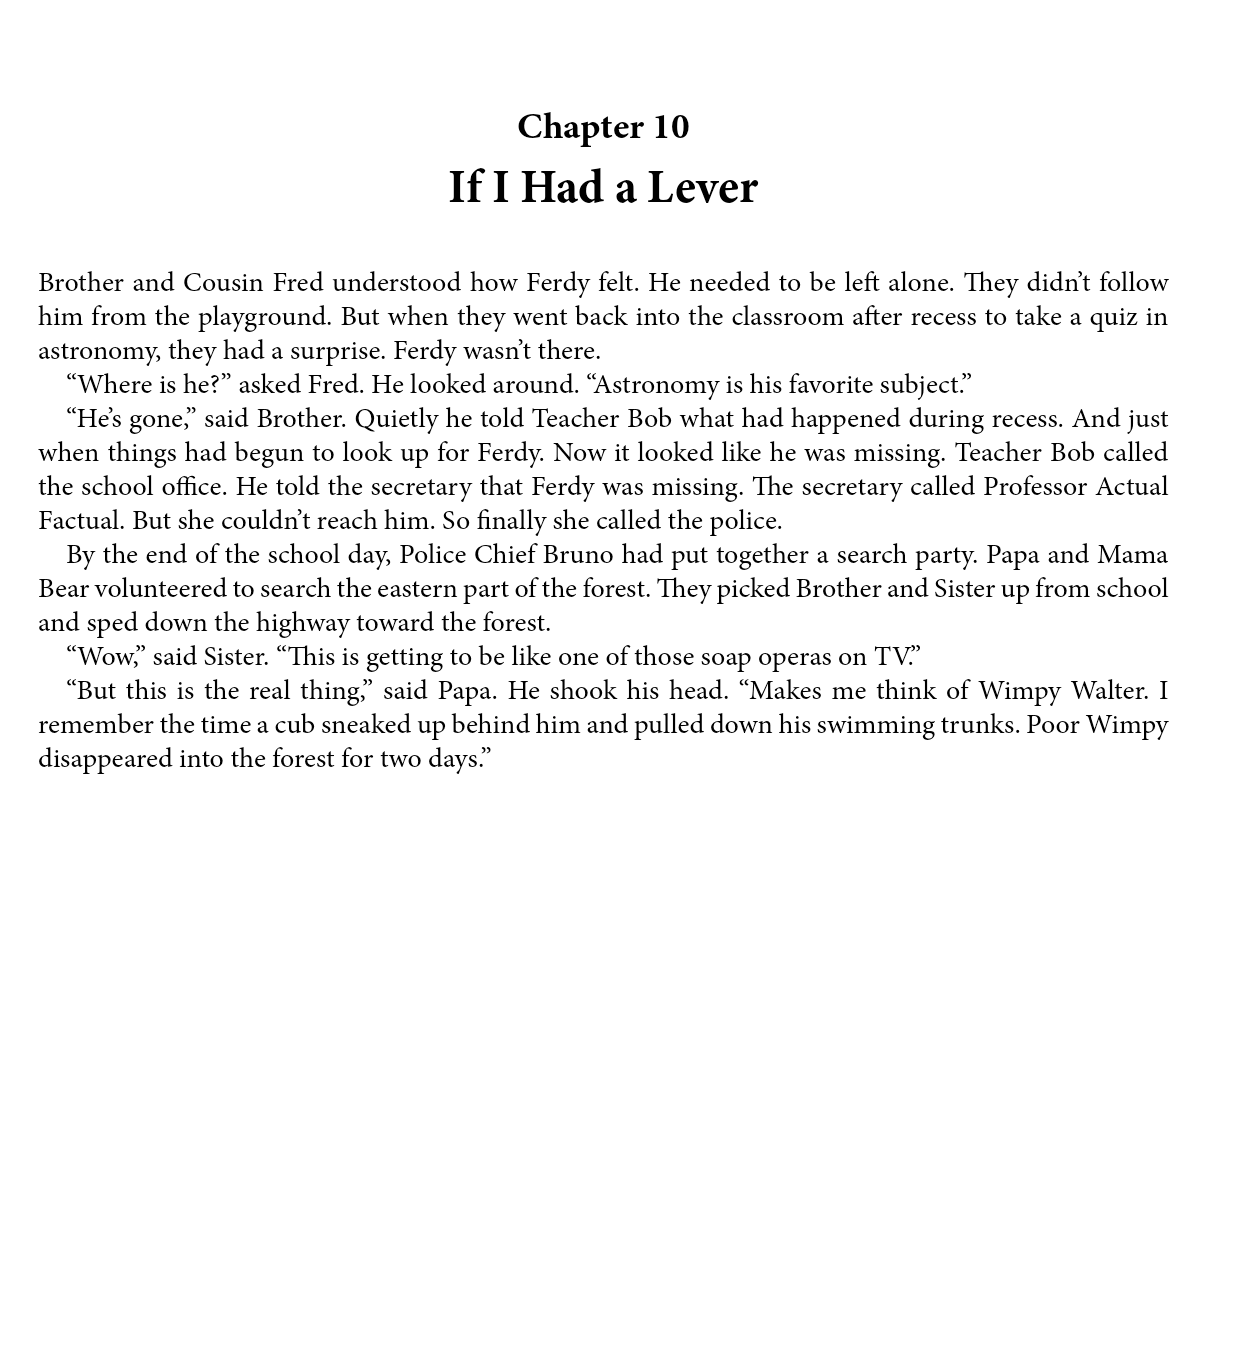 Chapter 10
If I Had a Lever
Brother and Cousin Fred understood how Ferdy felt. He needed to be left alone. They didn’t follow
him from the playground. But when they went back into the classroom after recess to take a quiz in
astronomy, they had a surprise. Ferdy wasn’t there.
“Where is he?” asked Fred. He looked around. “Astronomy is his favorite subject.”
“He’s gone,” said Brother. Quietly he told Teacher Bob what had happened during recess. And just
when things had begun to look up for Ferdy. Now it looked like he was missing. Teacher Bob called
the school office. He told the secretary that Ferdy was missing. The secretary called Professor Actual
Factual. But she couldn’t reach him. So finally she called the police.
By the end of the school day, Police Chief Bruno had put together a search party. Papa and Mama
Bear volunteered to search the eastern part of the forest. They picked Brother and Sister up from school
and sped down the highway toward the forest.
“Wow,” said Sister. “This is getting to be like one of those soap operas on TV.”
“But this is the real thing,” said Papa. He shook his head. “Makes me think of Wimpy Walter. I
remember the time a cub sneaked up behind him and pulled down his swimming trunks. Poor Wimpy
disappeared into the forest for two days.”